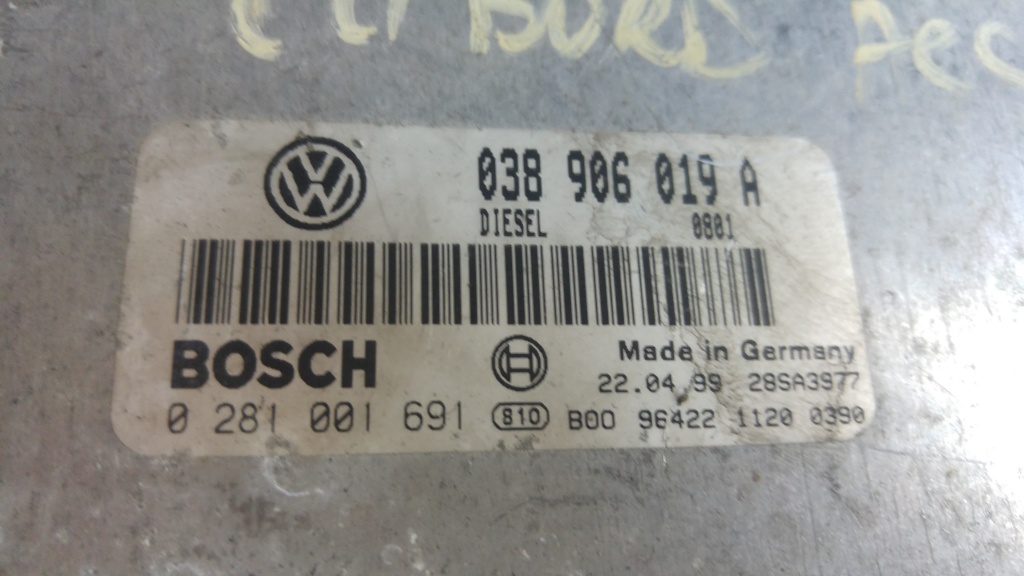 038 906 019 A
DIESEL 0801
BOSCH
Made in Germany
22.04.99 28SA3977
0 281 001 691 810 B00 96422 1120 0390